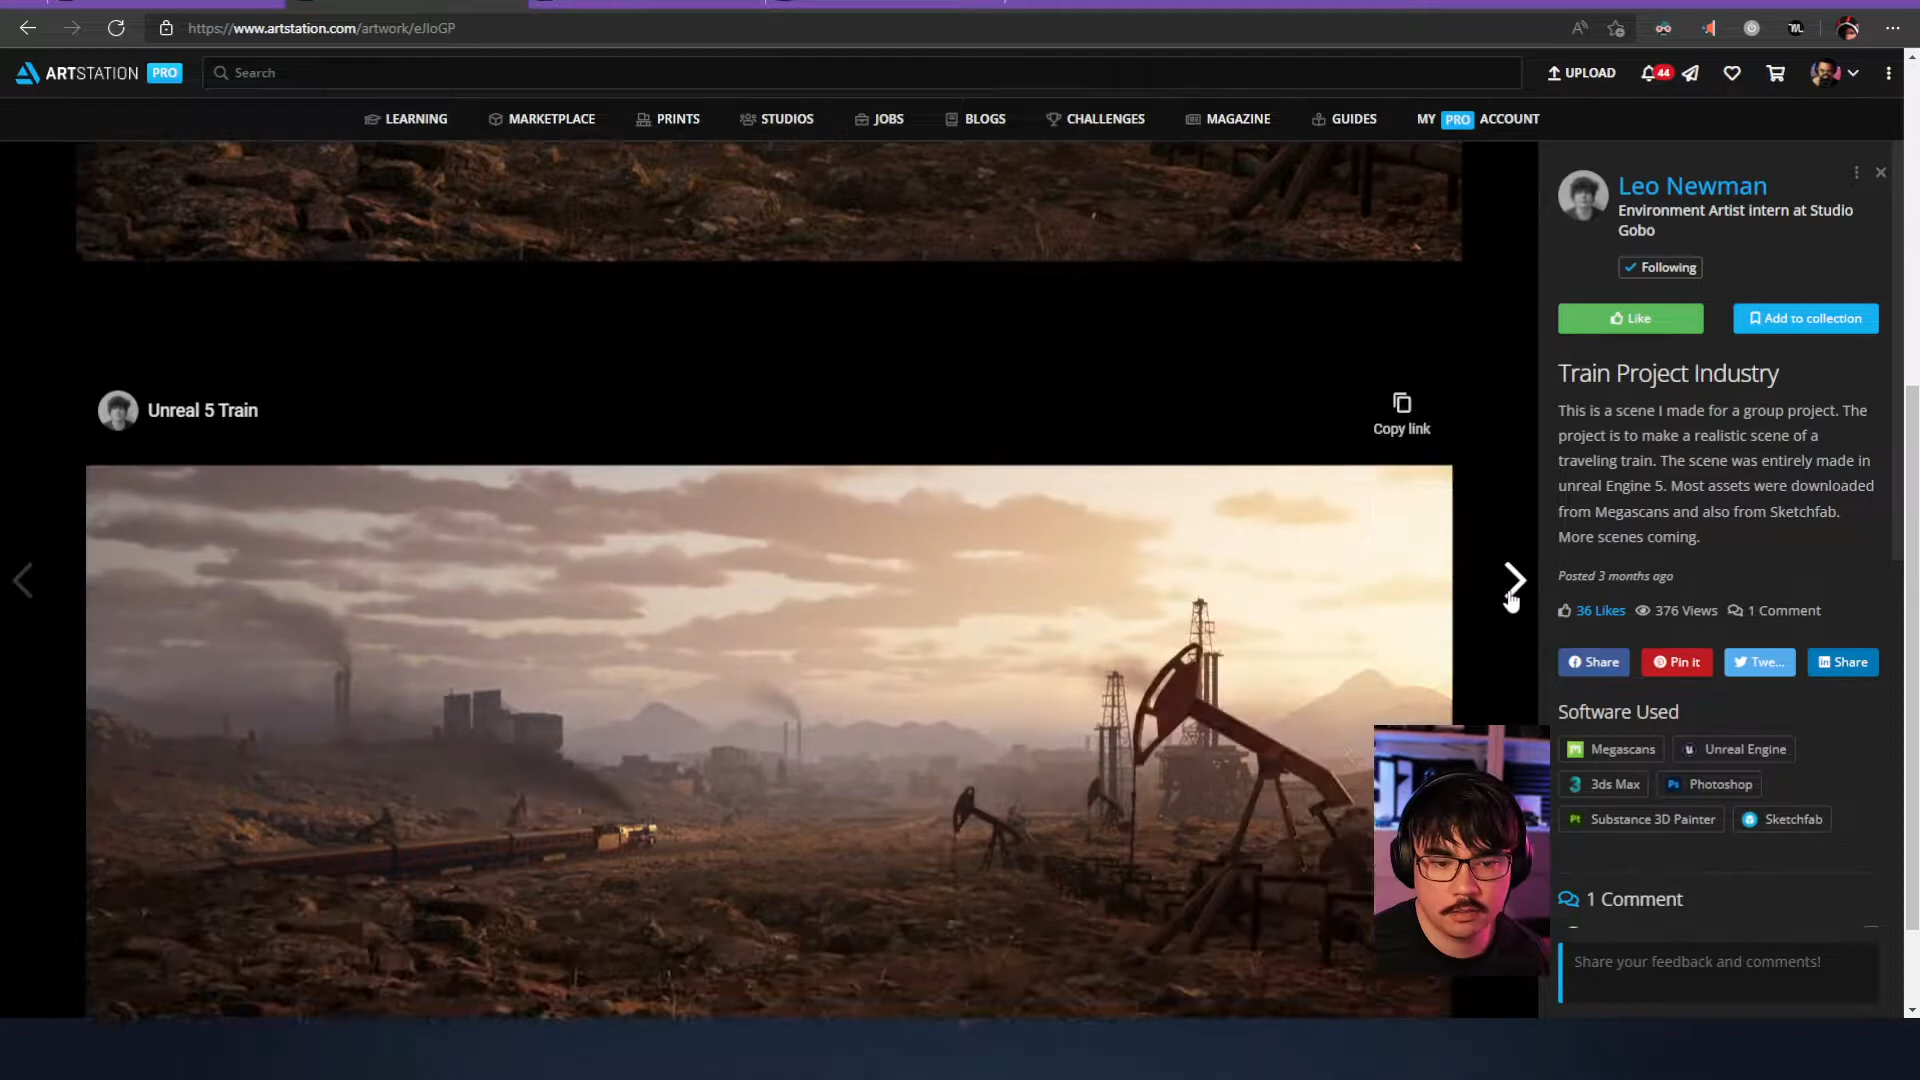 https://www.artstation.com/artwork/eJloGP
ARTSTATION PRO
Search
UPLOAD
44
LEARNING
MARKETPLACE
PRINTS
STUDIOS
JOBS
BLOGS
CHALLENGES
MAGAZINE
GUIDES
MY PRO ACCOUNT
Unreal 5 Train
Copy link
Leo Newman
Environment Artist intern at Studio
Gobo
Following
Like
Add to collection
Train Project Industry
This is a scene I made for a group project. The
project is to make a realistic scene of a
traveling train. The scene was entirely made in
unreal Engine 5. Most assets were downloaded
from Megascans and also from Sketchfab.
More scenes coming.
Posted 3 months ago
36 Likes 376 Views 1 Comment
Share
Pin it
Twe...
Share
Software Used
Megascans
Unreal Engine
3ds Max
Photoshop
Substance 3D Painter
Sketchfab
1 Comment
Share your feedback and comments!